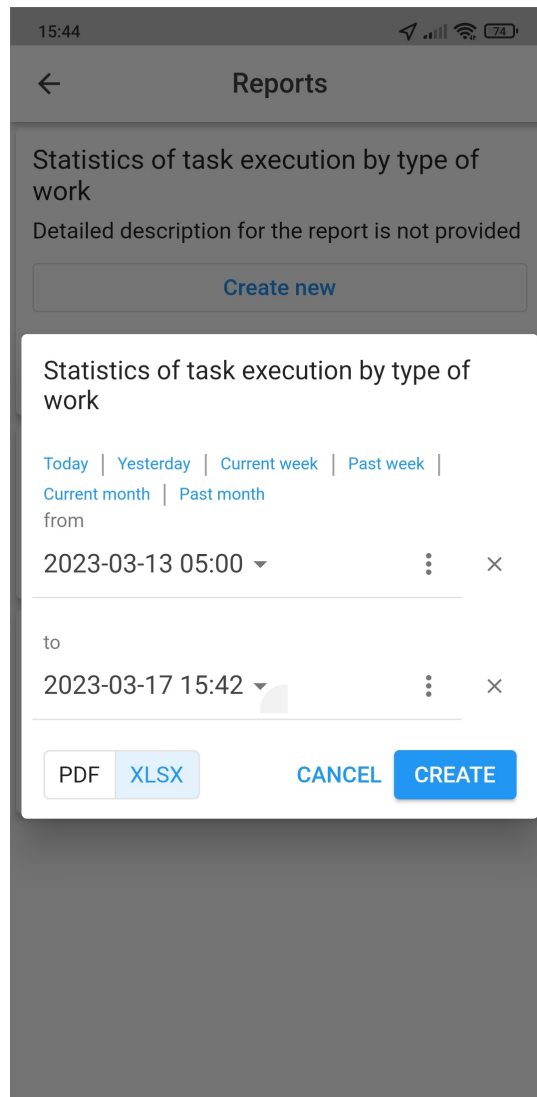 15:44
74
Reports
Statistics of task execution by type of
work
Detailed description for the report is not provided
Create new
Statistics of task execution by type of
work
Today | Yesterday | Current week | Past week |
Current month | Past month
from
2023-03-13 05:00
to
2023-03-17 15:42
PDF XLSX CANCEL CREATE